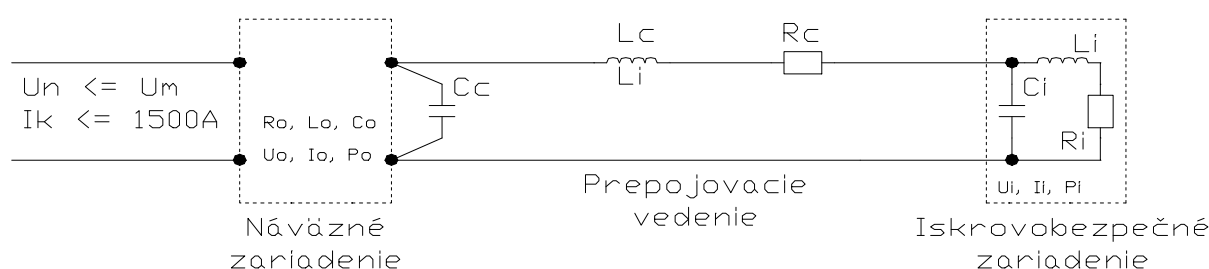 Un <= Um
Ik <= 1500A
Ro, Lo, Co
Uo, Io, Po
Náväzné
zariadenie
Cc
Lc
Li
Rc
Prepojovacie
vedenie
Li
Ci
Ri
Ui, Ii, Pi
Iskrovobezpečné
zariadenie